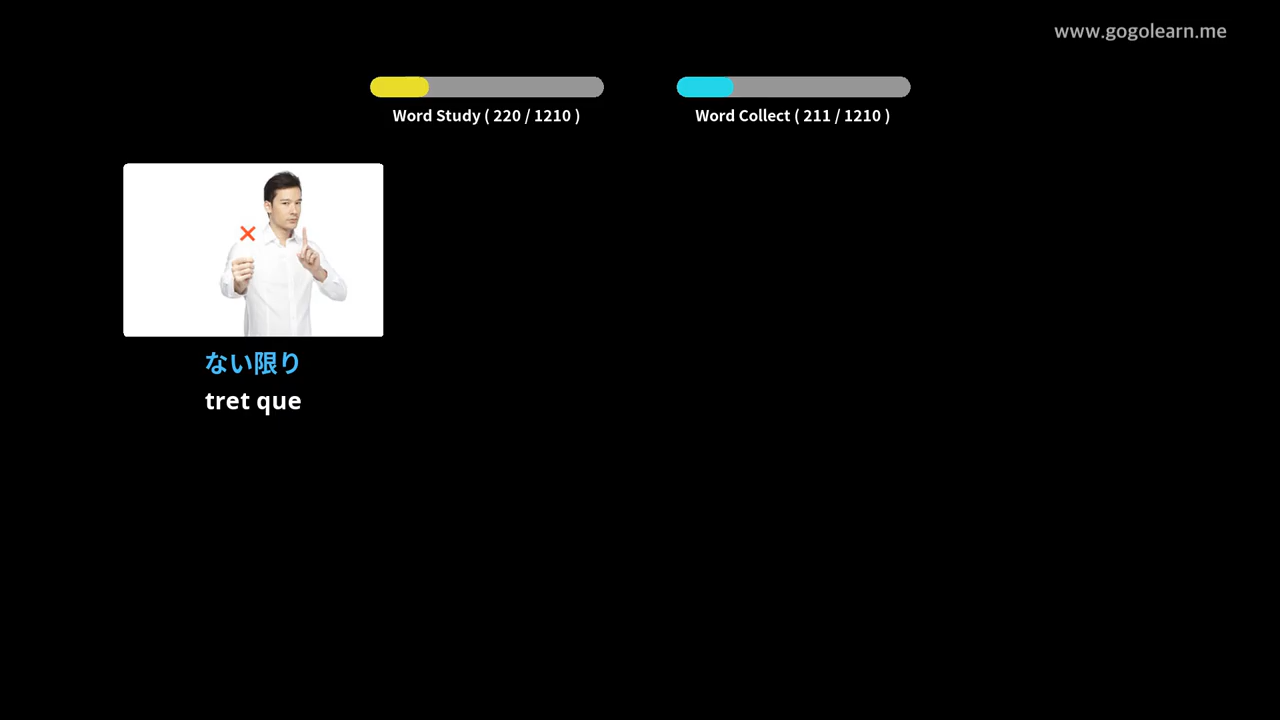 www.gogolearn.me
Word Study ( 220 / 1210 )
Word Collect ( 211 / 1210 )
ない限り
tret que